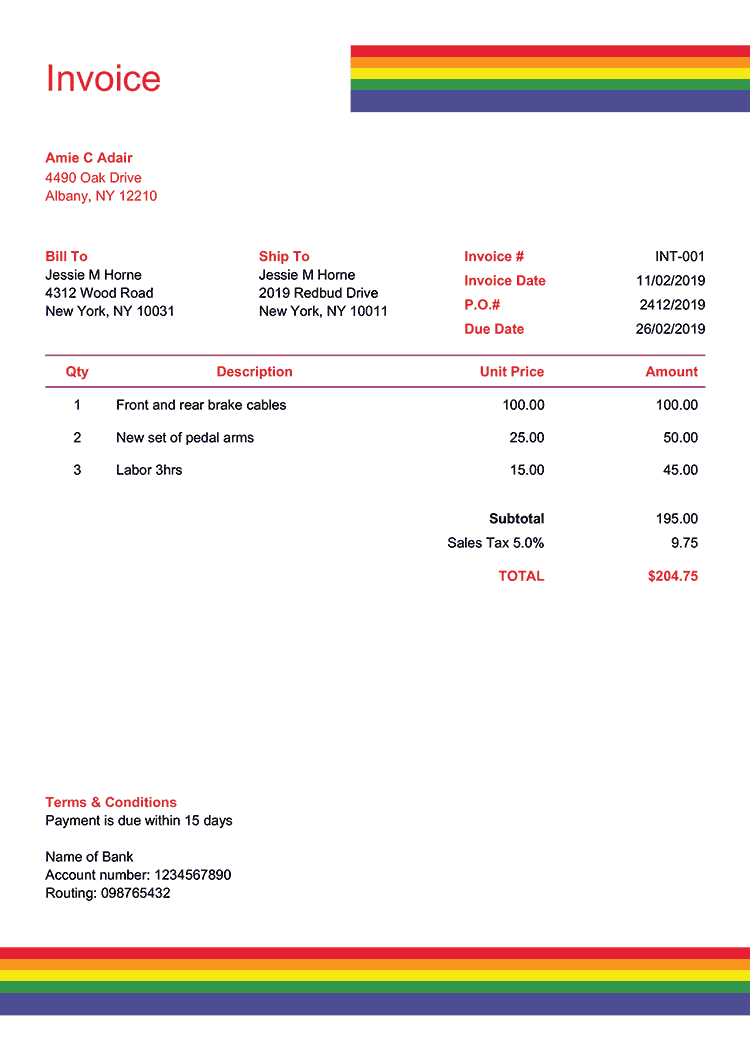 Invoice
Amie C Adair
4490 Oak Drive
Albany, NY 12210
Bill To
Jessie M Horne
4312 Wood Road
New York, NY 10031
Ship To
Jessie M Horne
2019 Redbud Drive
New York, NY 10011
Invoice # INT-001
Invoice Date 11/02/2019
P.O.# 2412/2019
Due Date 26/02/2019
Qty Description Unit Price Amount
1 Front and rear brake cables 100.00 100.00
2 New set of pedal arms 25.00 50.00
3 Labor 3hrs 15.00 45.00
Subtotal 195.00
Sales Tax 5.0% 9.75
TOTAL $204.75
Terms & Conditions
Payment is due within 15 days
Name of Bank
Account number: 1234567890
Routing: 098765432